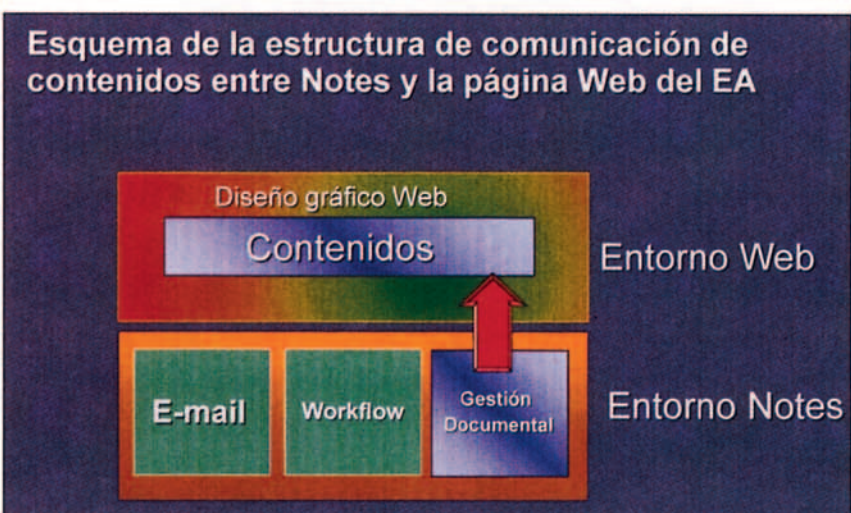 Esquema de la estructura de comunicación de
contenidos entre Notes y la página Web del EA
Diseño gráfico Web
Contenidos
Entorno Web
E-mail
Workflow
Gestión
Documental
Entorno Notes